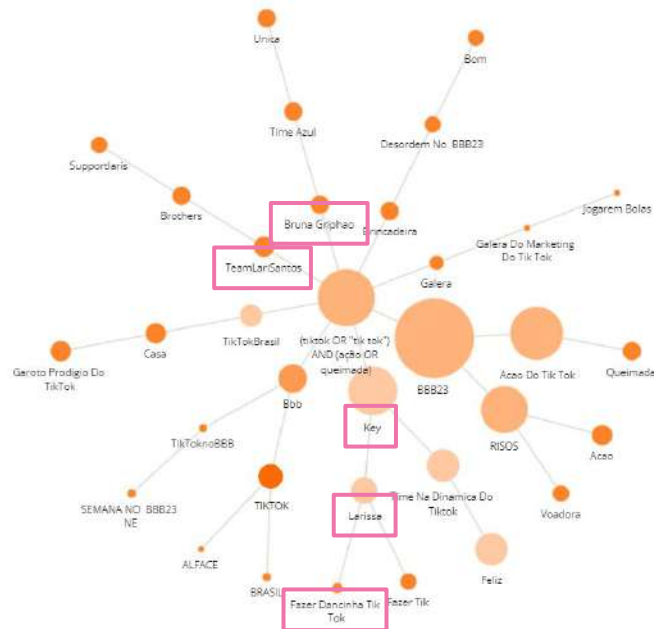 Unica
Bom
Time Azul
Desordem No BBB23
Supportlaris
Brothers
Bruna Griphao
Brincadeira
Jogarem Bolas
Galera Do Marketing
Do Tik Tok
TeamLariSantos
Galera
TikTokBrasil
(tiktok OR "tik tok")
AND (ação OR
queimada)
Casa
Garoto Prodigio Do
TikTok
BBB23
Acao Do Tik Tok
Queimada
Bbb
Key
RISOS
TikToknoBBB
Acao
SEMANA NO BBB23
NE
TIKTOK
Larissa
Time Na Dinamica Do
Tiktok
Voadora
ALFACE
BRASIL
Fazer Dancinha Tik
Tok
Fazer Tik
Feliz